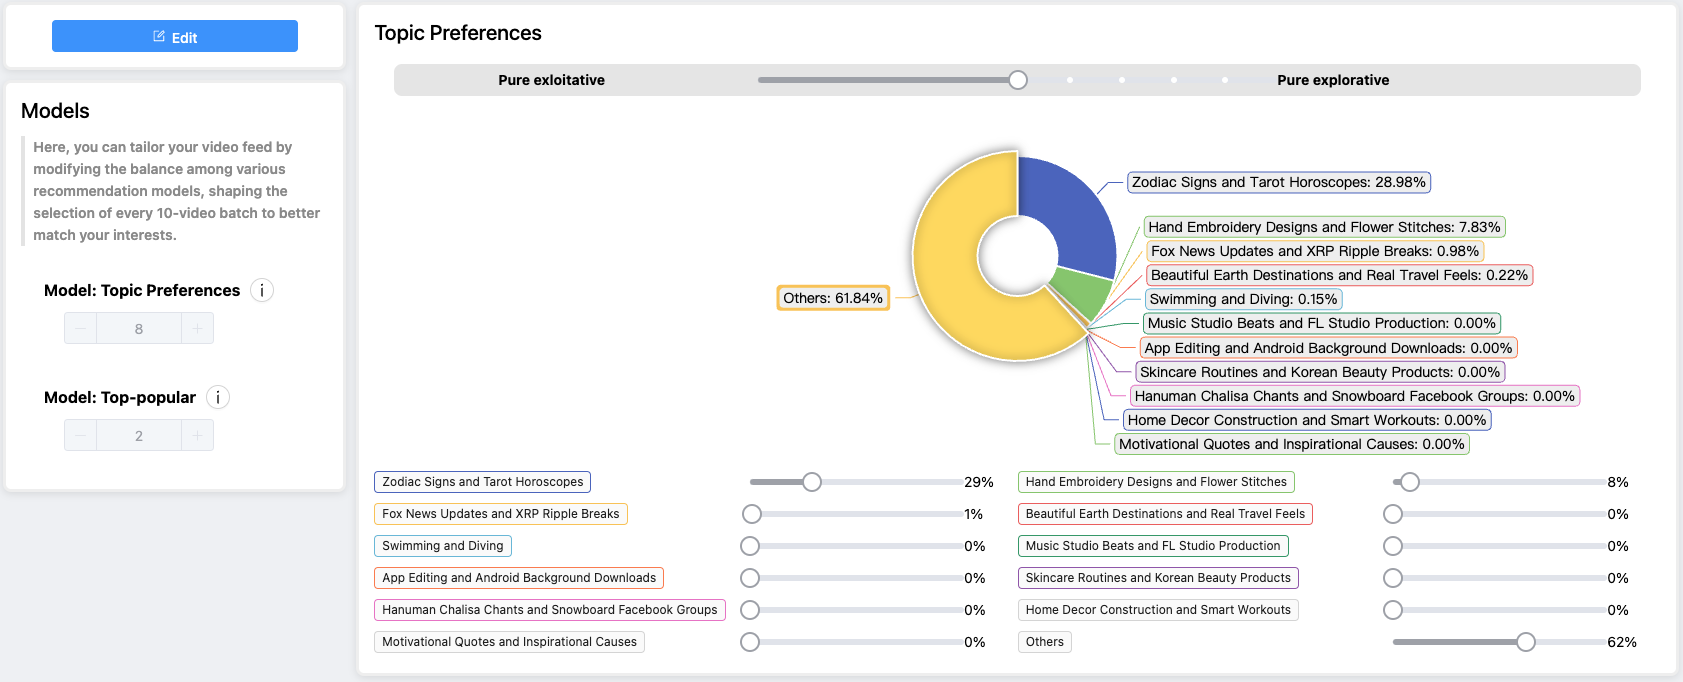 Edit
Models
Here, you can tailor your video feed by
modifying the balance among various
recommendation models, shaping the
selection of every 10-video batch to better
match your interests.
Model: Topic Preferences i
− 8 +
Model: Top-popular i
− 2 +
Topic Preferences
Pure exloitative
Pure explorative
Zodiac Signs and Tarot Horoscopes: 28.98%
Hand Embroidery Designs and Flower Stitches: 7.83%
Fox News Updates and XRP Ripple Breaks: 0.98%
Beautiful Earth Destinations and Real Travel Feels: 0.22%
Others: 61.84%
Swimming and Diving: 0.15%
Music Studio Beats and FL Studio Production: 0.00%
App Editing and Android Background Downloads: 0.00%
Skincare Routines and Korean Beauty Products: 0.00%
Hanuman Chalisa Chants and Snowboard Facebook Groups: 0.00%
Home Decor Construction and Smart Workouts: 0.00%
Motivational Quotes and Inspirational Causes: 0.00%
Zodiac Signs and Tarot Horoscopes 29%
Hand Embroidery Designs and Flower Stitches 8%
Fox News Updates and XRP Ripple Breaks 1%
Beautiful Earth Destinations and Real Travel Feels 0%
Swimming and Diving 0%
Music Studio Beats and FL Studio Production 0%
App Editing and Android Background Downloads 0%
Skincare Routines and Korean Beauty Products 0%
Hanuman Chalisa Chants and Snowboard Facebook Groups 0%
Home Decor Construction and Smart Workouts 0%
Motivational Quotes and Inspirational Causes 0%
Others 62%